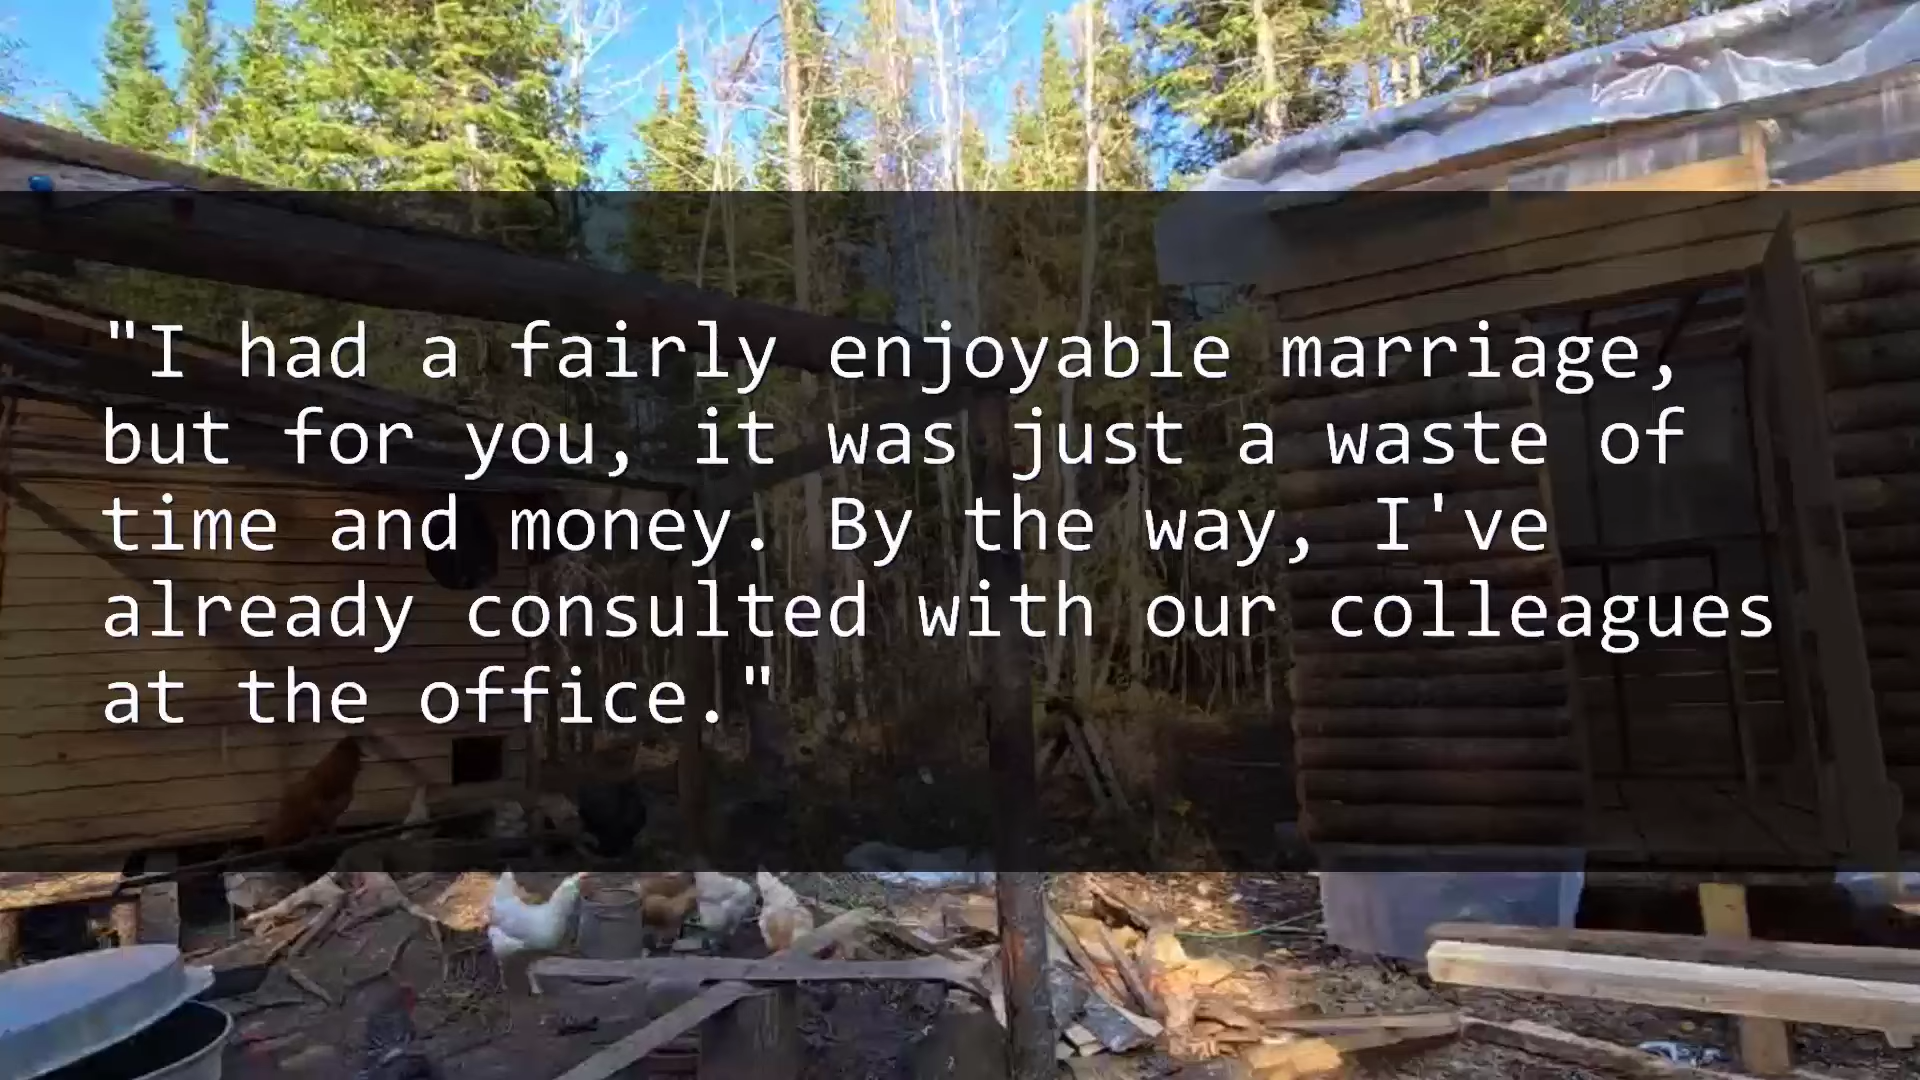 "I had a fairly enjoyable marriage,
but for you, it was just a waste of
time and money. By the way, I've
already consulted with our colleagues
at the office."